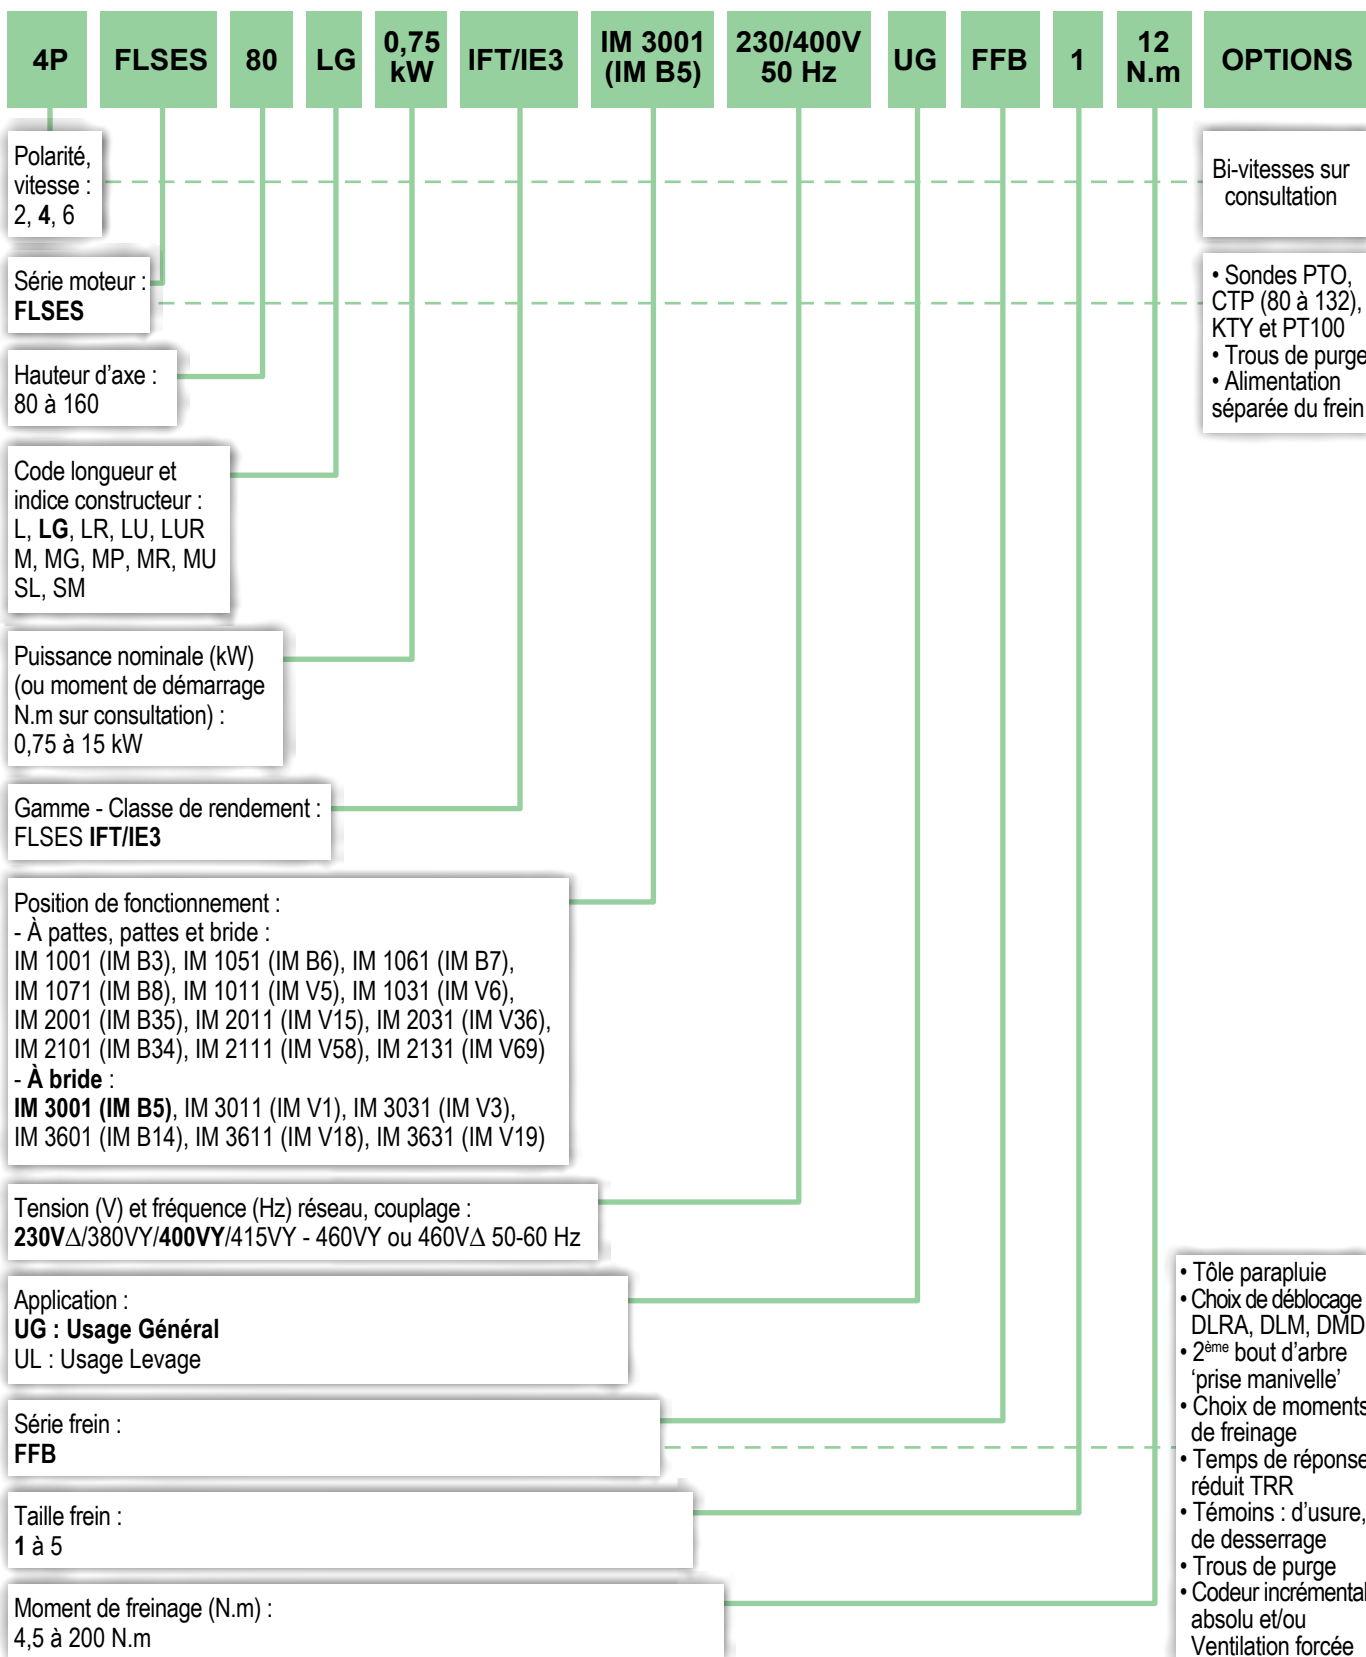 4P
FLSES
80
LG
0,75
kW
IFT/IE3
IM 3001
(IM B5)
230/400V
50 Hz
UG
FFB
1
12
N.m
OPTIONS
Polarité,
vitesse :
2, 4, 6
Bi-vitesses sur
consultation
Série moteur :
FLSES
• Sondes PTO,
CTP (80 à 132),
KTY et PT100
• Trous de purge
• Alimentation
séparée du frein
Hauteur d’axe :
80 à 160
Code longueur et
indice constructeur :
L, LG, LR, LU, LUR
M, MG, MP, MR, MU
SL, SM
Puissance nominale (kW)
(ou moment de démarrage
N.m sur consultation) :
0,75 à 15 kW
Gamme - Classe de rendement :
FLSES IFT/IE3
Position de fonctionnement :
- À pattes, pattes et bride :
IM 1001 (IM B3), IM 1051 (IM B6), IM 1061 (IM B7),
IM 1071 (IM B8), IM 1011 (IM V5), IM 1031 (IM V6),
IM 2001 (IM B35), IM 2011 (IM V15), IM 2031 (IM V36),
IM 2101 (IM B34), IM 2111 (IM V58), IM 2131 (IM V69)
- À bride :
IM 3001 (IM B5), IM 3011 (IM V1), IM 3031 (IM V3),
IM 3601 (IM B14), IM 3611 (IM V18), IM 3631 (IM V19)
Tension (V) et fréquence (Hz) réseau, couplage :
230V∆/380VY/400VY/415VY - 460VY ou 460V∆ 50-60 Hz
Application :
UG : Usage Général
UL : Usage Levage
Série frein :
FFB
Taille frein :
1 à 5
Moment de freinage (N.m) :
4,5 à 200 N.m
• Tôle parapluie
• Choix de déblocage
DLRA, DLM, DMD
• 2ème bout d’arbre
‘prise manivelle’
• Choix de moments
de freinage
• Temps de réponse
réduit TRR
• Témoins : d’usure,
de desserrage
• Trous de purge
• Codeur incrémental
absolu et/ou
Ventilation forcée